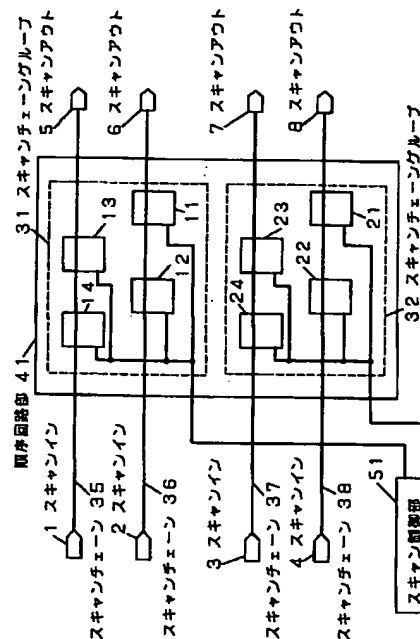 順序回路部 41
31 スキャンチェーングループ
1 スキャンイン
14
13
5 スキャンアウト
スキャンチェーン 35
2 スキャンイン
12
11
6 スキャンアウト
スキャンチェーン 36
3 スキャンイン
24
23
7 スキャンアウト
スキャンチェーン 37
4 スキャンイン
22
21
8 スキャンアウト
スキャンチェーン 38
32 スキャンチェーングループ
51
スキャン制御部